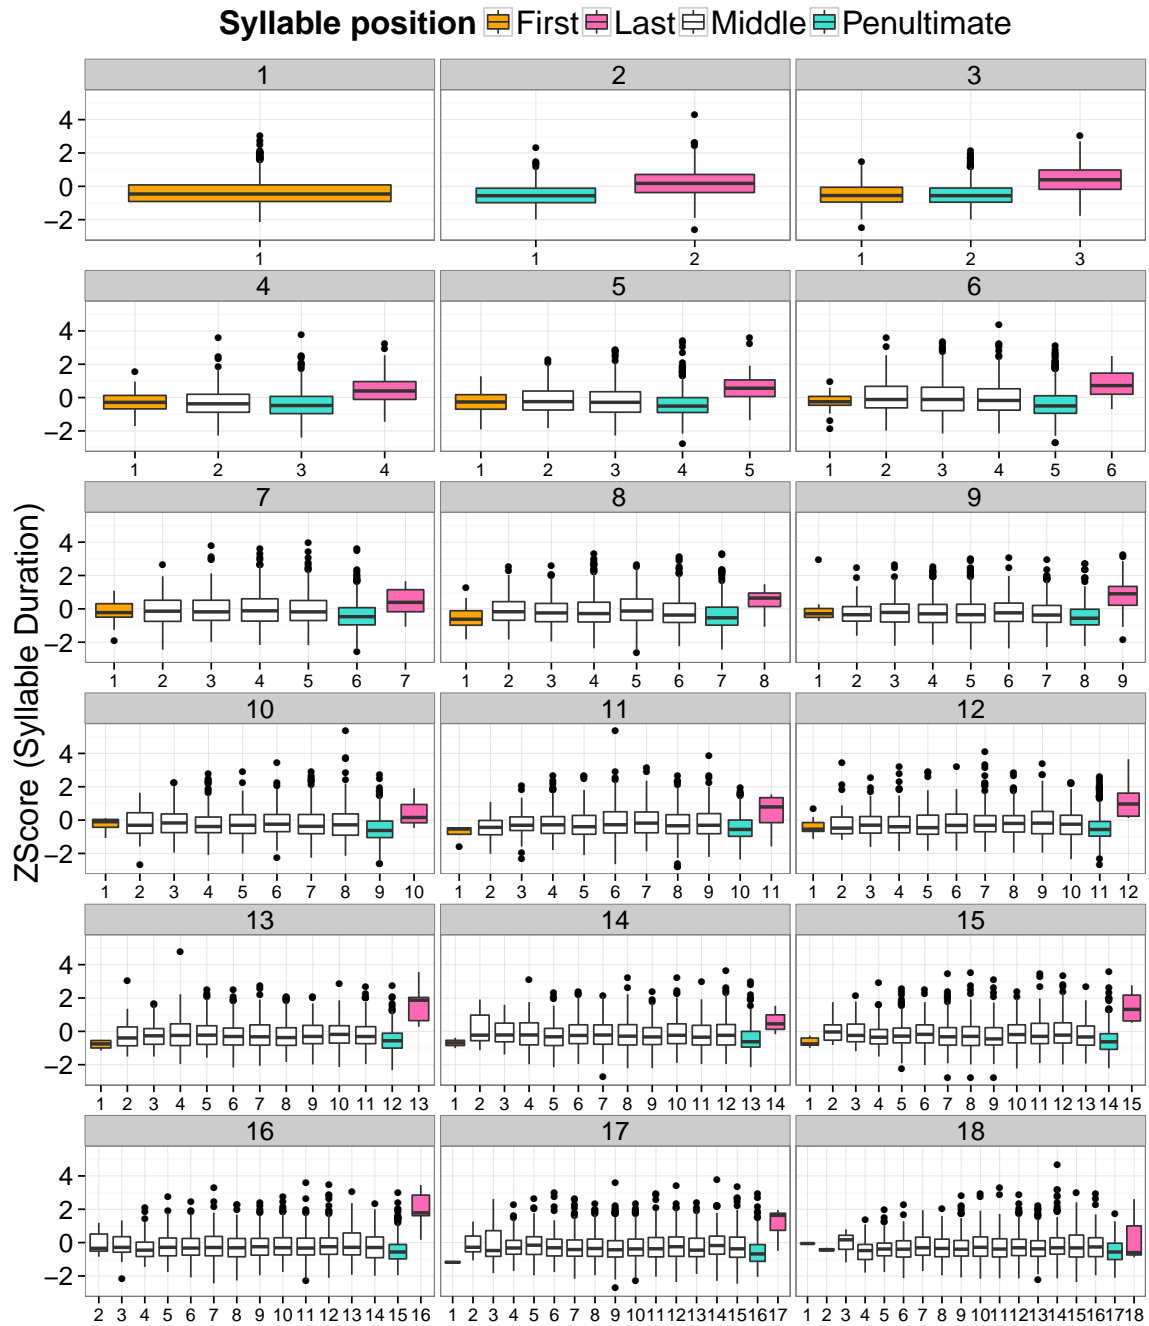 Syllable position First Last Middle Penultimate
1 2 3
4
2
0
−2
1 1 2 1 2 3
4 5 6
4
2
0
−2
1 2 3 4 1 2 3 4 5 1 2 3 4 5 6
7 8 9
4
2
0
−2
1 2 3 4 5 6 7 1 2 3 4 5 6 7 8 1 2 3 4 5 6 7 8 9
ZScore (Syllable Duration)
10 11 12
4
2
0
−2
1 2 3 4 5 6 7 8 9 10 1 2 3 4 5 6 7 8 9 10 11 1 2 3 4 5 6 7 8 9 10 11 12
13 14 15
4
2
0
−2
1 2 3 4 5 6 7 8 9 10 11 12 13 1 2 3 4 5 6 7 8 9 10 11 12 13 14 1 2 3 4 5 6 7 8 9 10 11 12 13 14 15
16 17 18
4
2
0
−2
2 3 4 5 6 7 8 9 10 11 12 13 14 15 16 1 2 3 4 5 6 7 8 9 10 11 12 13 14 15 16 17 1 2 3 4 5 6 7 8 9 10 11 12 13 14 15 16 17 18